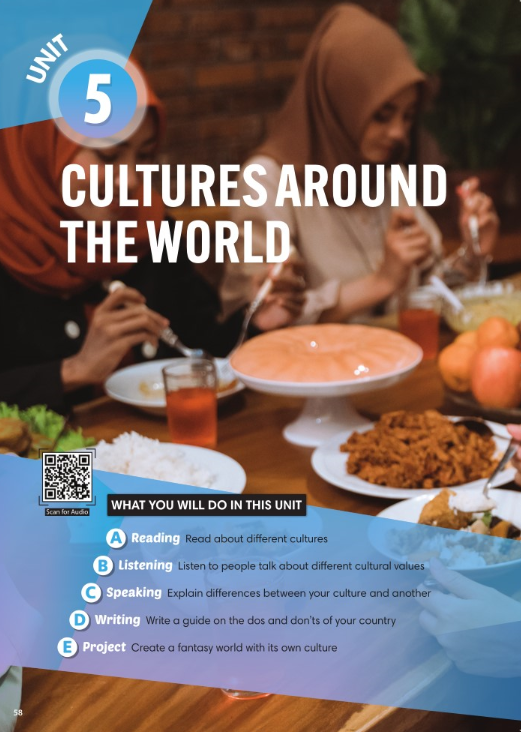 UNIT
5
CULTURES AROUND
THE WORLD
Scan for Audio
WHAT YOU WILL DO IN THIS UNIT
A Reading Read about different cultures
B Listening Listen to people talk about different cultural values
C Speaking Explain differences between your culture and another
D Writing Write a guide on the dos and don'ts of your country
E Project Create a fantasy world with its own culture
58